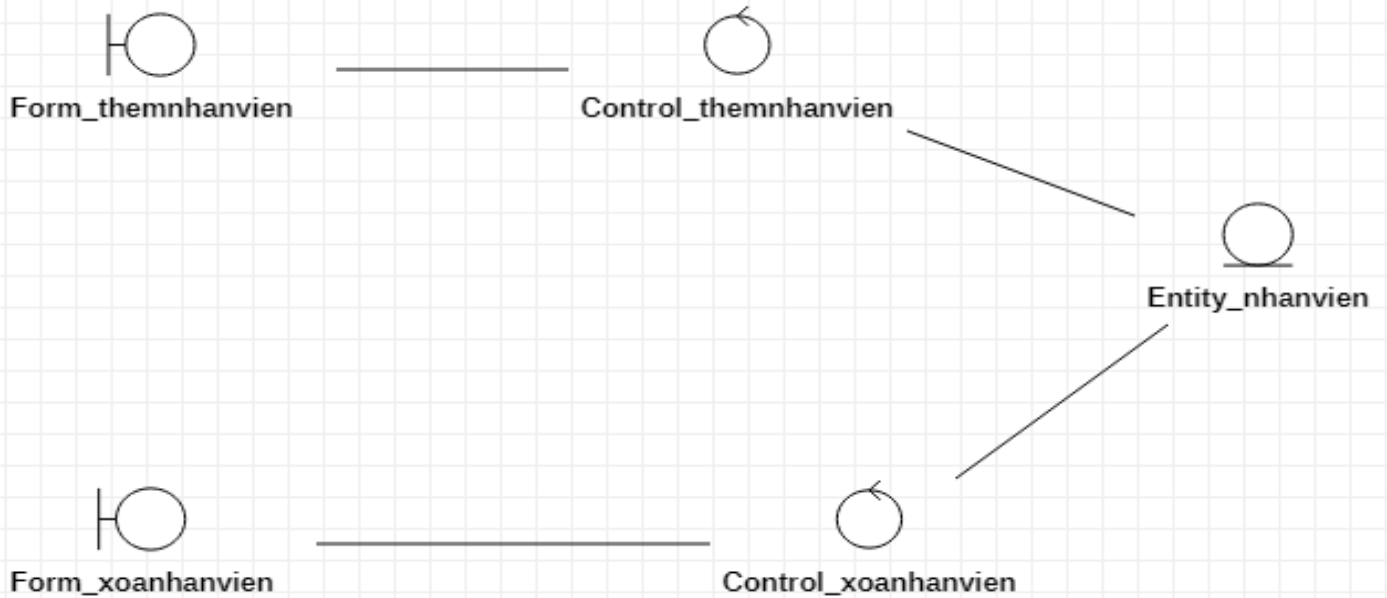 Form_themnhanvien
Control_themnhanvien
Entity_nhanvien
Form_xoanhanvien
Control_xoanhanvien